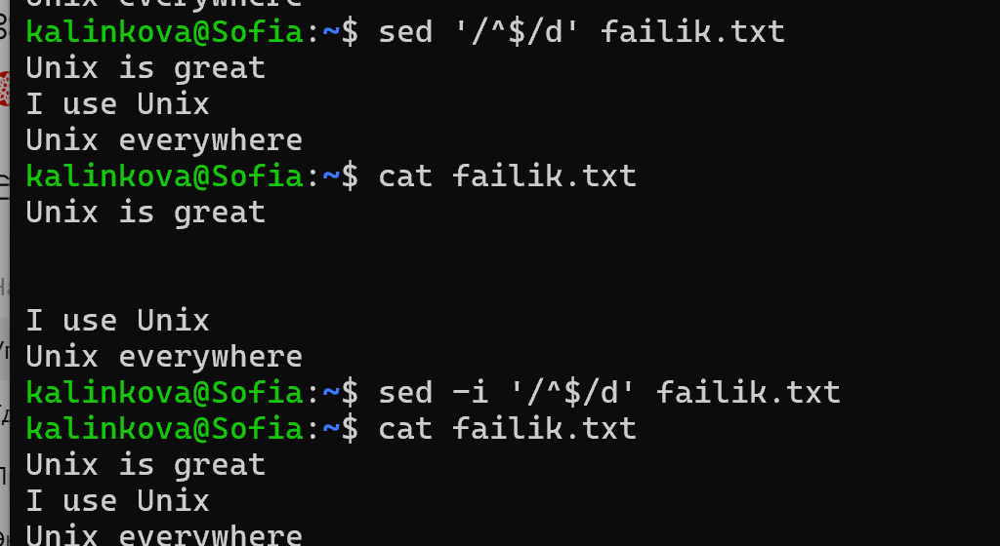 Unix everywhere
kalinkova@Sofia:~$ sed '/^$/d' failik.txt
Unix is great
I use Unix
Unix everywhere
kalinkova@Sofia:~$ cat failik.txt
Unix is great
I use Unix
Unix everywhere
kalinkova@Sofia:~$ sed -i '/^$/d' failik.txt
kalinkova@Sofia:~$ cat failik.txt
Unix is great
I use Unix
Unix everywhere